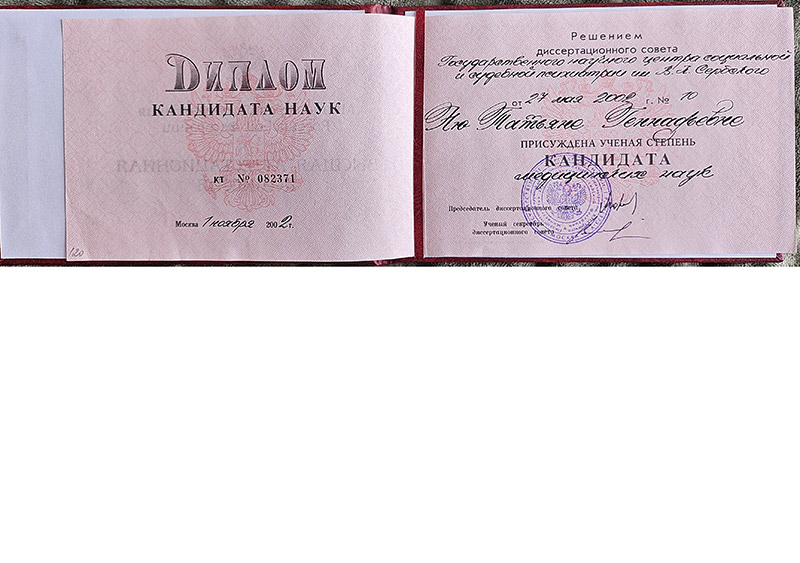 ДИПЛОМ
КАНДИДАТА НАУК
КТ № 082371
Москва 1 ноября 2002 г.
120
Решением
диссертационного совета
Государственного научного центра социальной
и судебной психиатрии им В.П. Сербского
от 27 мая 2002 г. № 10
Пю Татьяне Геннадьевне
ПРИСУЖДЕНА УЧЕНАЯ СТЕПЕНЬ
КАНДИДАТА
медицинских наук
Председатель диссертационного совета
Ученый секретарь
диссертационного совета